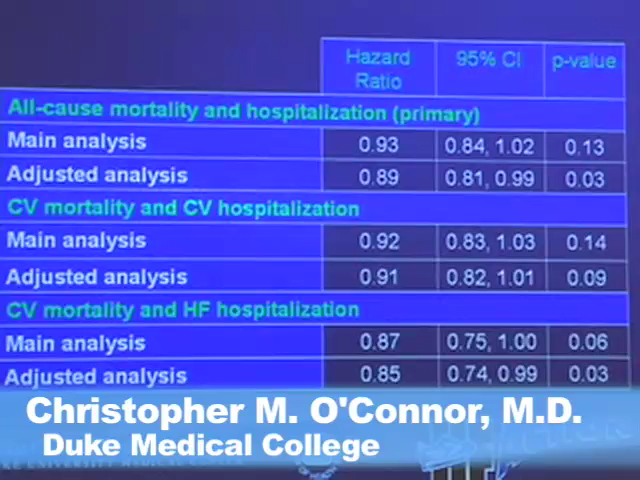 Hazard Ratio 95% CI p-value
All-cause mortality and hospitalization (primary)
Main analysis 0.93 0.84, 1.02 0.13
Adjusted analysis 0.89 0.81, 0.99 0.03
CV mortality and CV hospitalization
Main analysis 0.92 0.83, 1.03 0.14
Adjusted analysis 0.91 0.82, 1.01 0.09
CV mortality and HF hospitalization
Main analysis 0.87 0.75, 1.00 0.06
Adjusted analysis 0.85 0.74, 0.99 0.03
Christopher M. O'Connor, M.D.
Duke Medical College